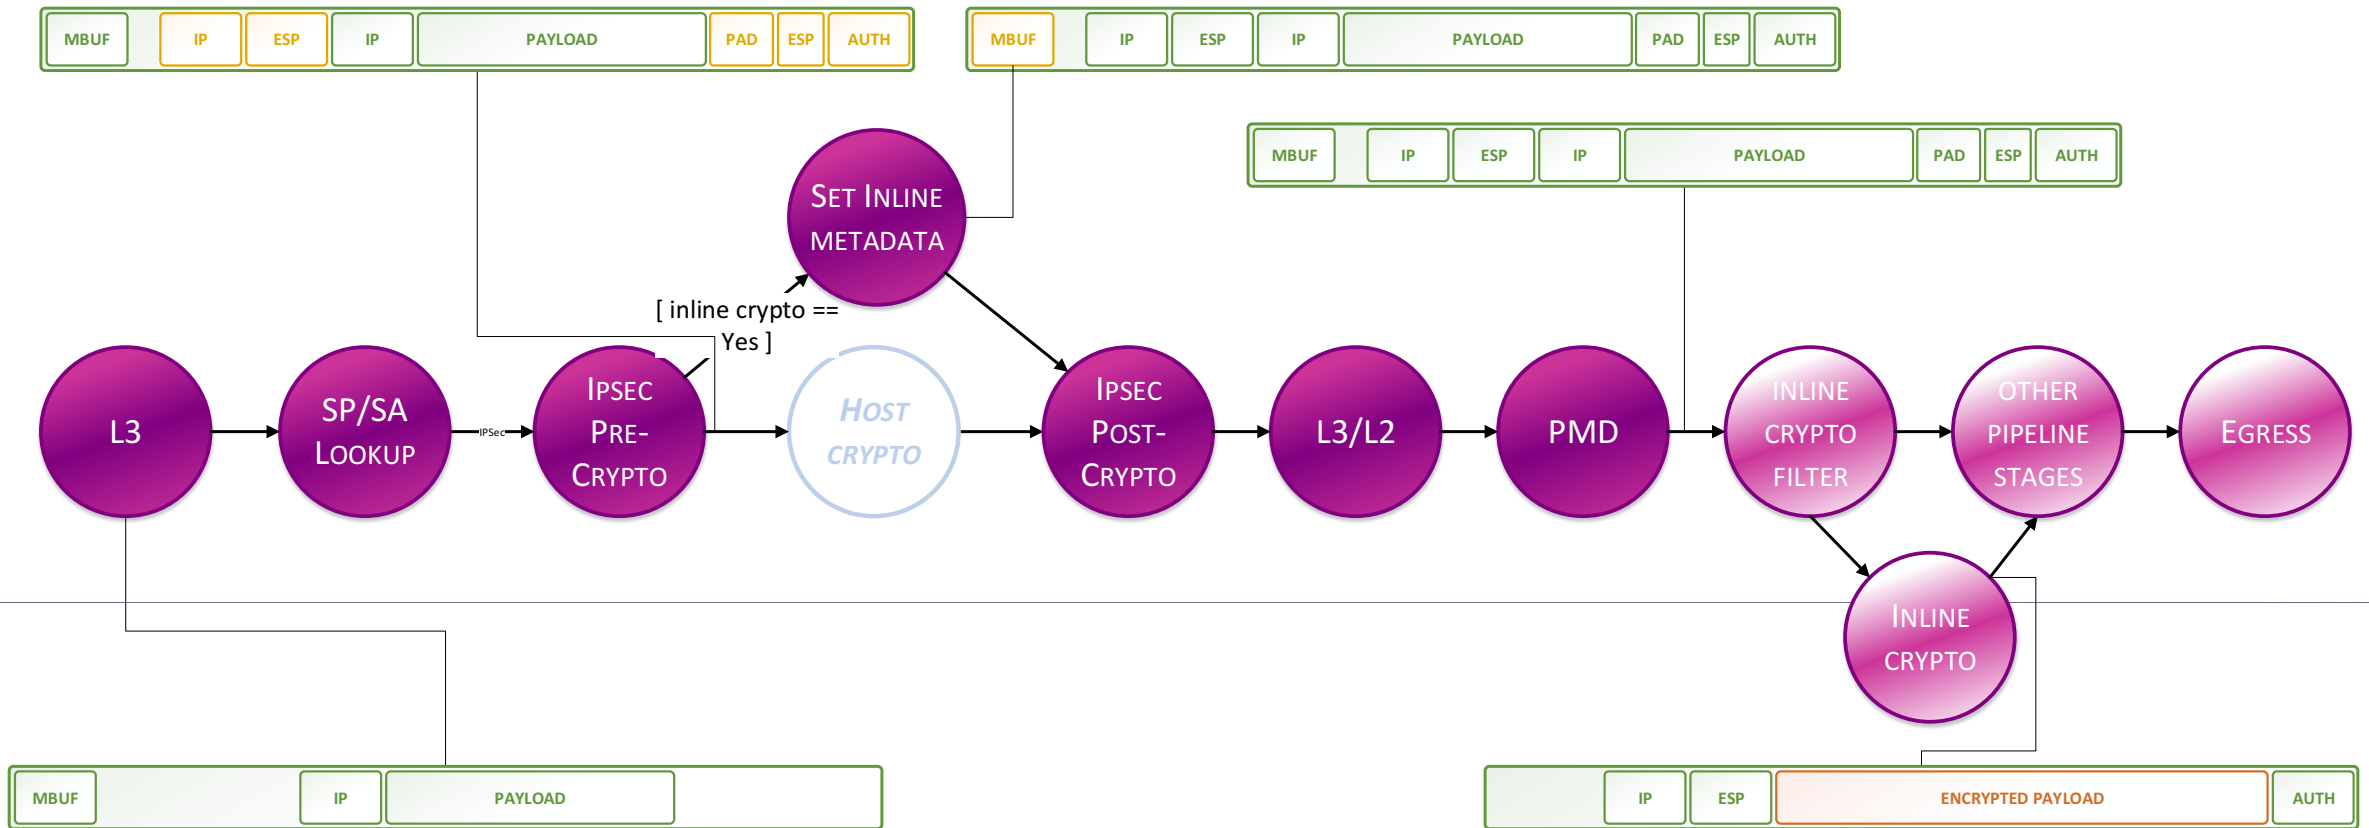 MBUF IP ESP IP PAYLOAD PAD ESP AUTH
MBUF IP ESP IP PAYLOAD PAD ESP AUTH
MBUF IP ESP IP PAYLOAD PAD ESP AUTH
SET INLINE
METADATA
[ inline crypto ==
Yes ]
L3
SP/SA
LOOKUP
IPSec
IPSEC
PRE-
CRYPTO
HOST
CRYPTO
IPSEC
POST-
CRYPTO
L3/L2
PMD
INLINE
CRYPTO
FILTER
OTHER
PIPELINE
STAGES
EGRESS
INLINE
CRYPTO
MBUF IP PAYLOAD
IP ESP ENCRYPTED PAYLOAD AUTH